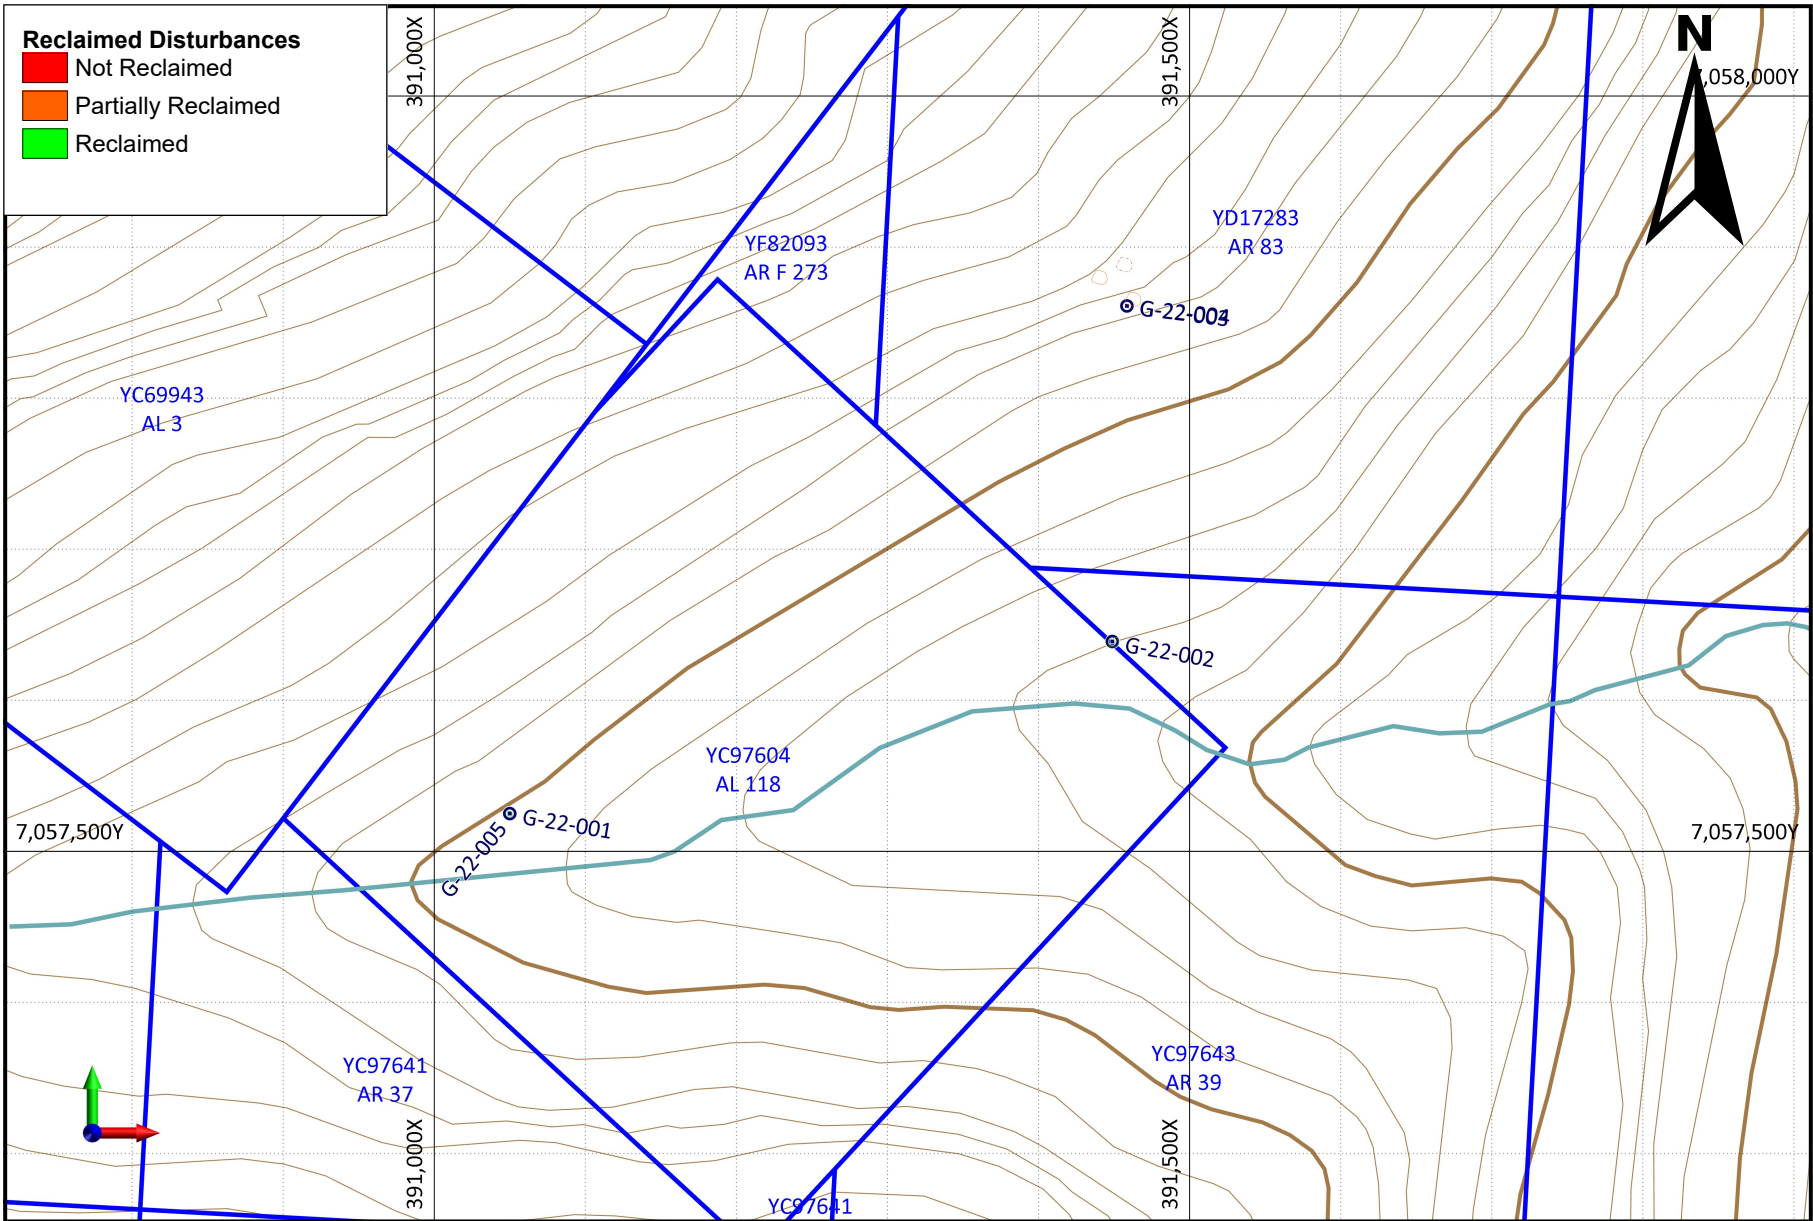 Reclaimed Disturbances
Not Reclaimed
Partially Reclaimed
Reclaimed
391,000X
391,500X
N
7,058,000Y
YD17283
AR 83
YF82093
AR F 273
G-22-004
YC69943
AL 3
G-22-002
YC97604
AL 118
G-22-001
G-22-005
7,057,500Y
7,057,500Y
YC97641
AR 37
YC97643
AR 39
391,000X
391,500X
YC97641